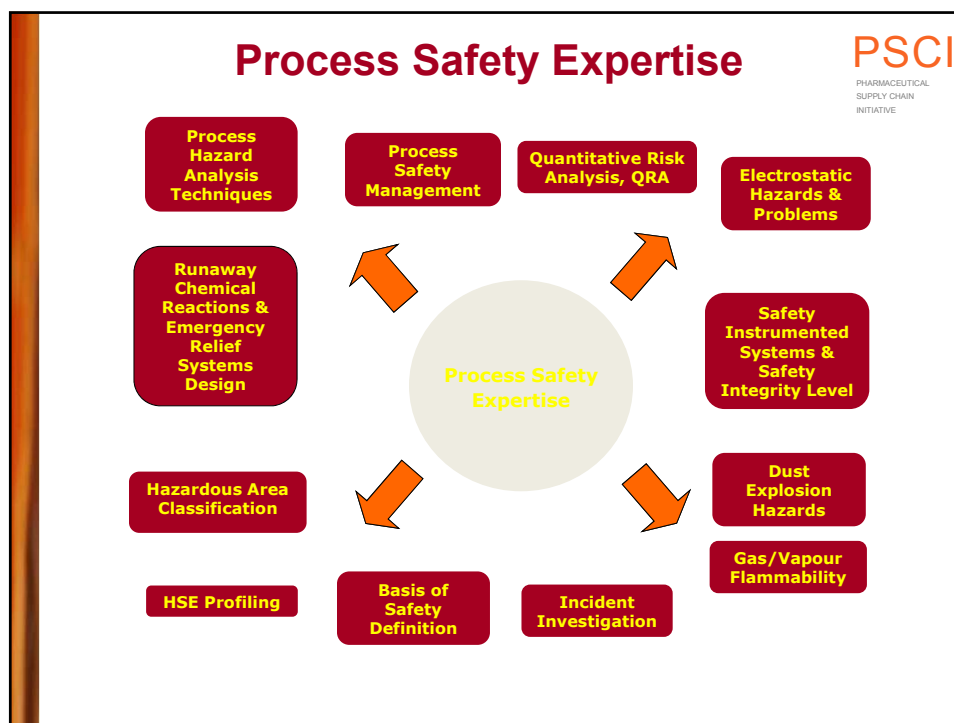 Process Safety Expertise
PSCI
PHARMACEUTICAL
SUPPLY CHAIN
INITIATIVE
Process
Hazard
Analysis
Techniques
Process
Safety
Management
Quantitative Risk
Analysis, QRA
Electrostatic
Hazards &
Problems
Runaway
Chemical
Reactions &
Emergency
Relief
Systems
Design
Safety
Instrumented
Systems &
Safety
Integrity Level
Process Safety
Expertise
Hazardous Area
Classification
Dust
Explosion
Hazards
Gas/Vapour
Flammability
HSE Profiling
Basis of
Safety
Definition
Incident
Investigation